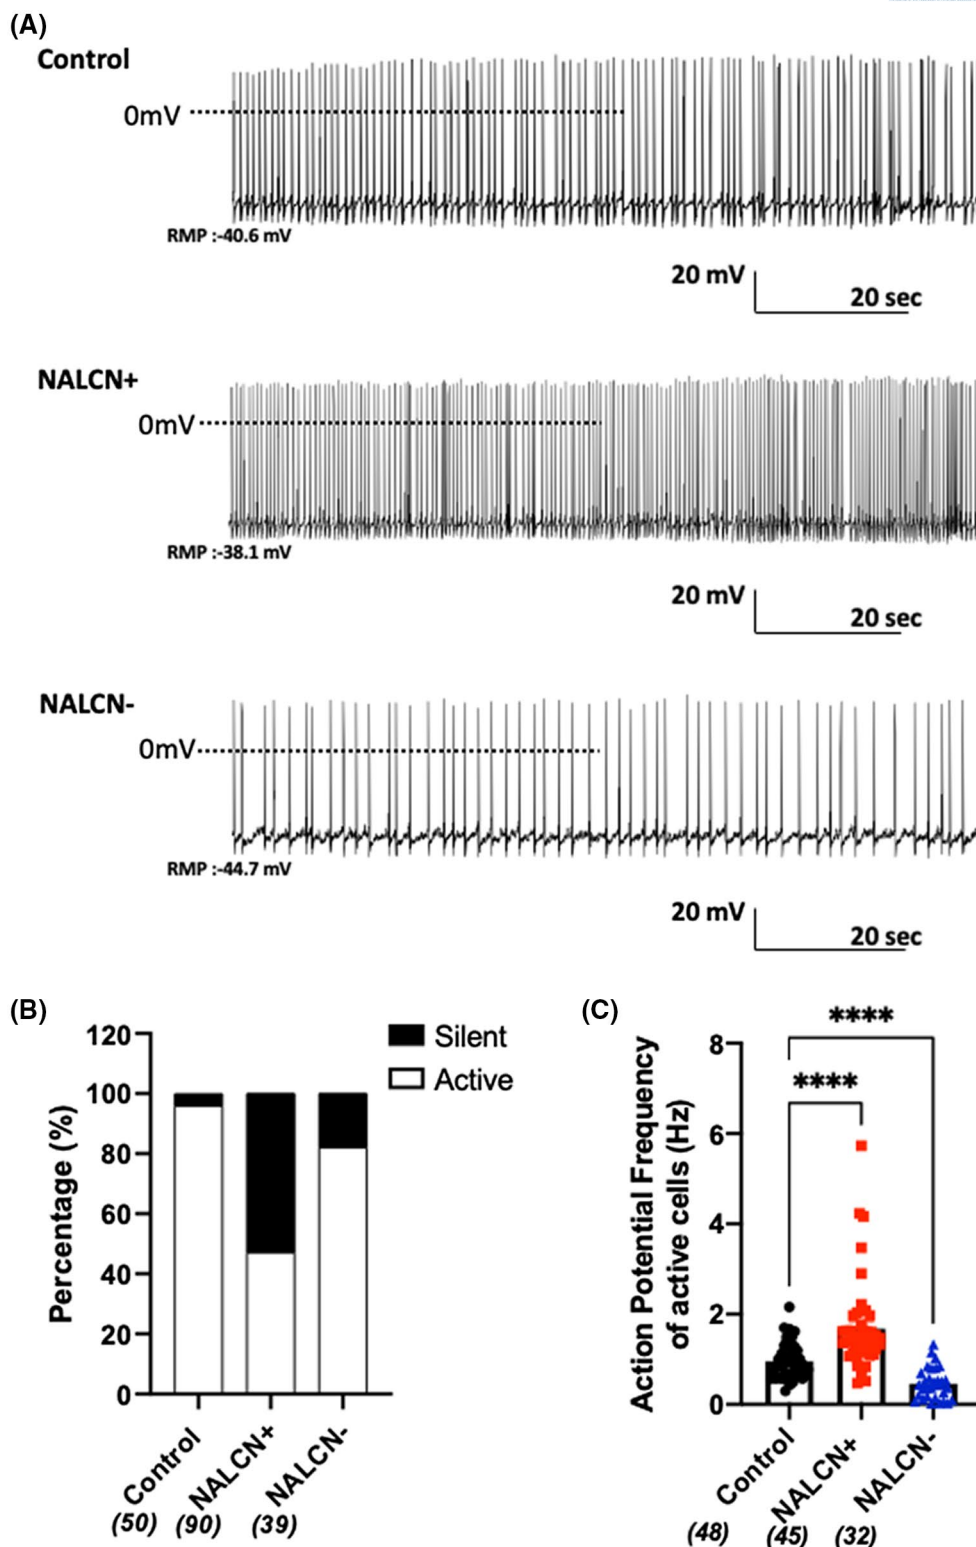 (A)
Control
0mV
RMP :-40.6 mV
20 mV
20 sec
NALCN+
0mV
RMP :-38.1 mV
20 mV
20 sec
NALCN-
0mV
RMP :-44.7 mV
20 mV
20 sec
(B)
120
100
80
60
40
20
0
Percentage (%)
Silent
Active
Control
NALCN+
NALCN-
(50) (90) (39)
(C)
Action Potential Frequency
of active cells (Hz)
8
6
4
2
0
****
****
Control
NALCN+
NALCN-
(48) (45) (32)